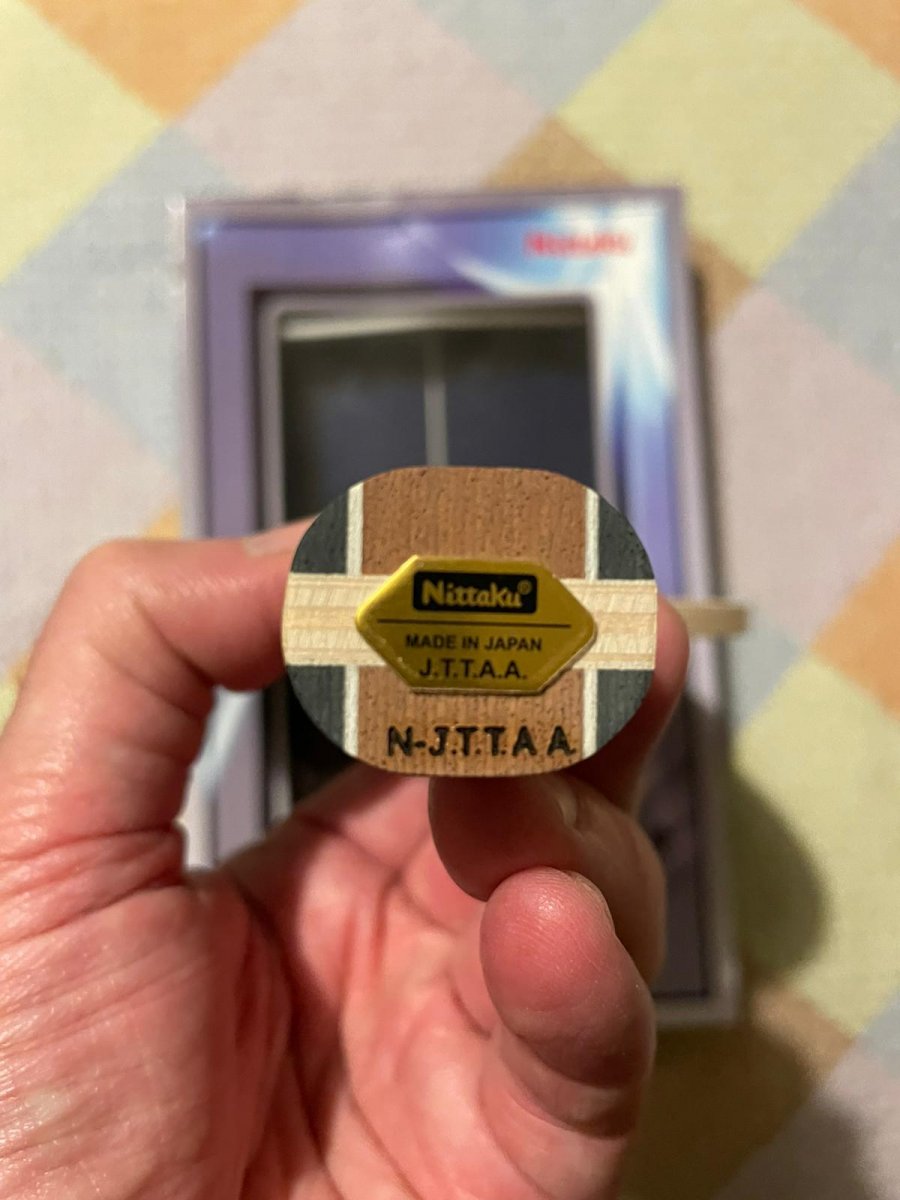 Nittaku®
MADE IN JAPAN
J.T.T.A.A.
N-J.T.T.A A.